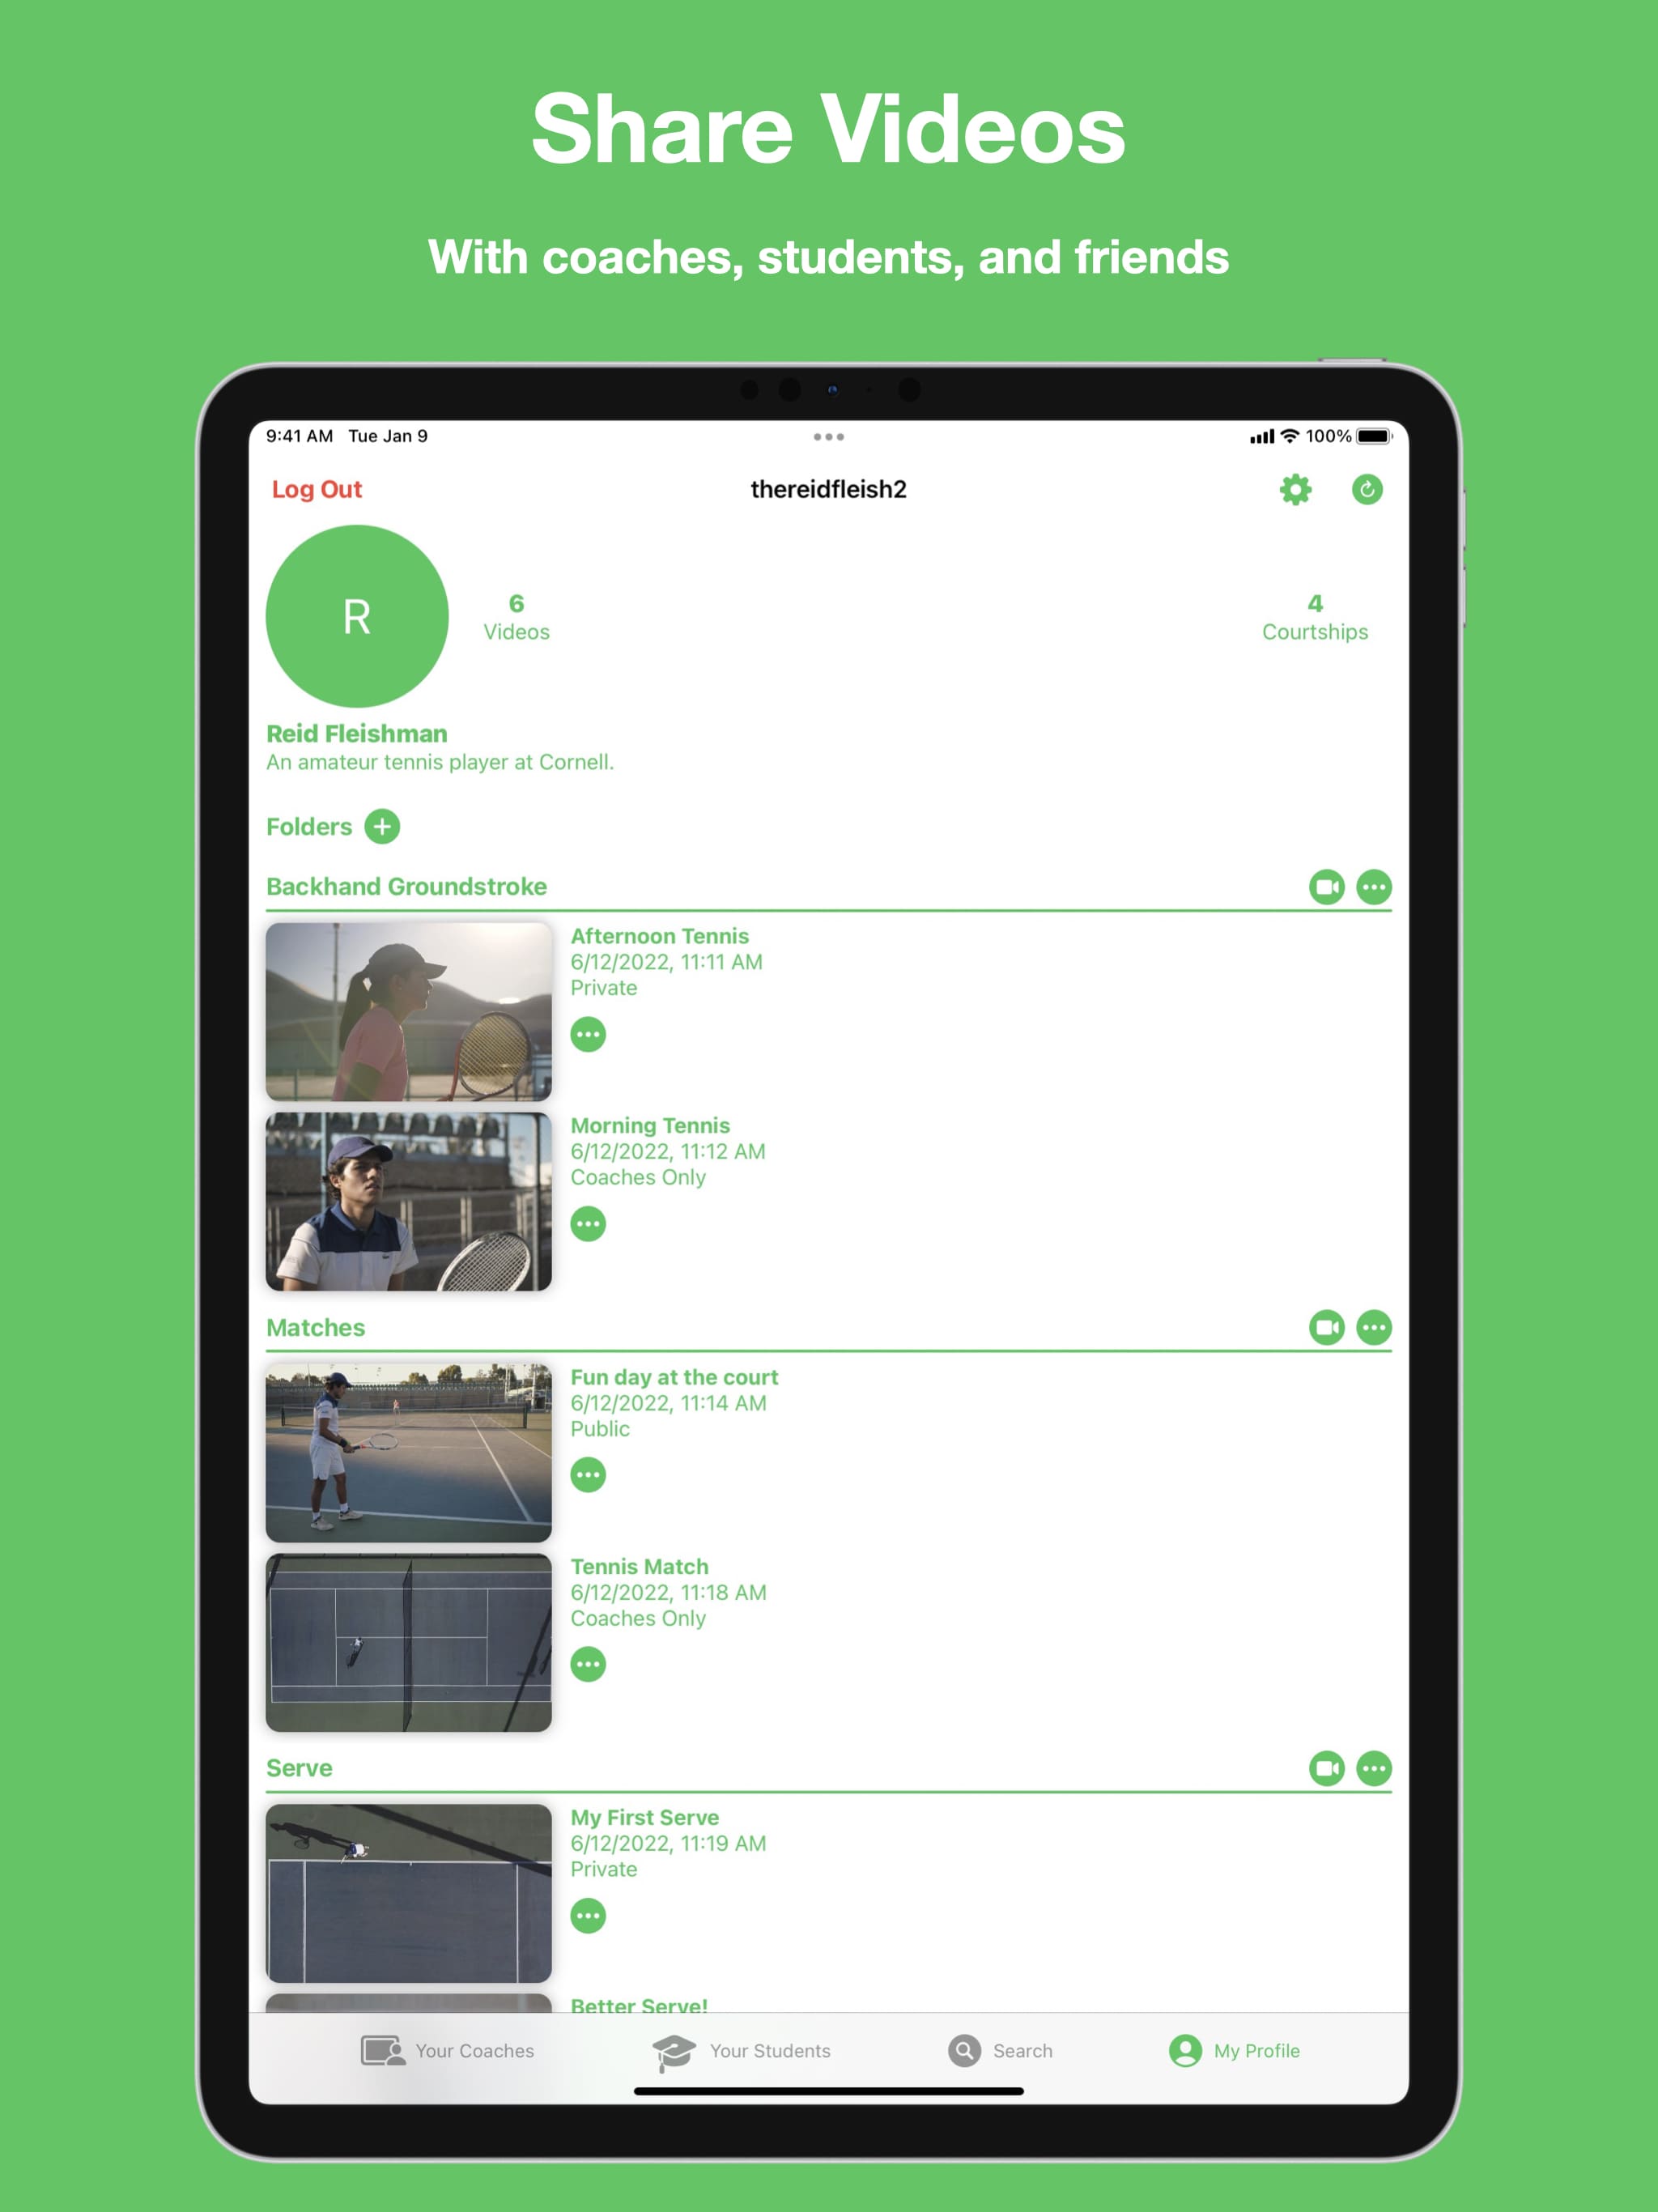 Share Videos
With coaches, students, and friends
9:41 AM Tue Jan 9
100%
Log Out
thereidfleish2
R
6
Videos
4
Courtships
Reid Fleishman
An amateur tennis player at Cornell.
Folders
Backhand Groundstroke
Afternoon Tennis
6/12/2022, 11:11 AM
Private
Morning Tennis
6/12/2022, 11:12 AM
Coaches Only
Matches
Fun day at the court
6/12/2022, 11:14 AM
Public
Tennis Match
6/12/2022, 11:18 AM
Coaches Only
Serve
My First Serve
6/12/2022, 11:19 AM
Private
Better Serve!
Your Coaches
Your Students
Search
My Profile